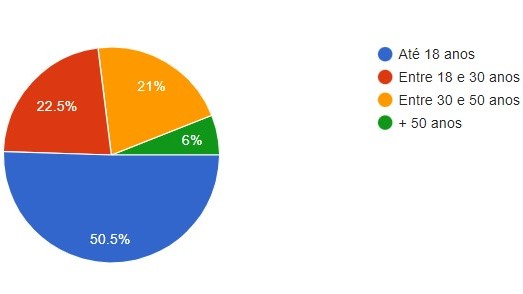 22.5%
21%
6%
50.5%
Até 18 anos
Entre 18 e 30 anos
Entre 30 e 50 anos
+ 50 anos